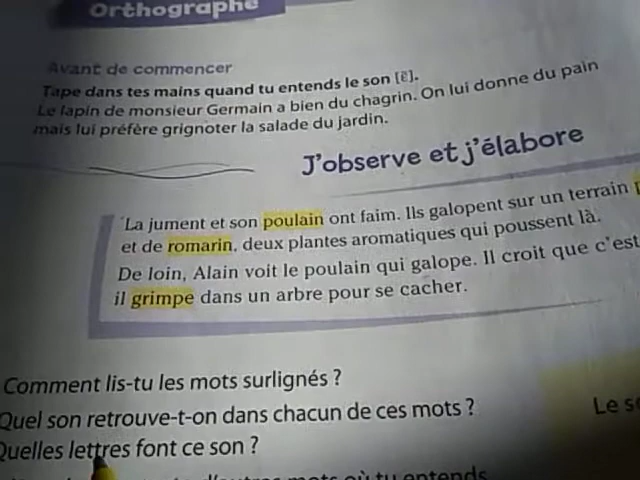 Orthographe
Avant de commencer
Tape dans tes mains quand tu entends le son [ɛ̃].
Le lapin de monsieur Germain a bien du chagrin. On lui donne du pain
mais lui préfère grignoter la salade du jardin.
J'observe et j'élabore
La jument et son poulain ont faim. Ils galopent sur un terrain
et de romarin, deux plantes aromatiques qui poussent là.
De loin, Alain voit le poulain qui galope. Il croit que c'est
il grimpe dans un arbre pour se cacher.
Comment lis-tu les mots surlignés ?
Quel son retrouve-t-on dans chacun de ces mots ?
Le
Quelles lettres font ce son ?
d'autres mots où tu entends